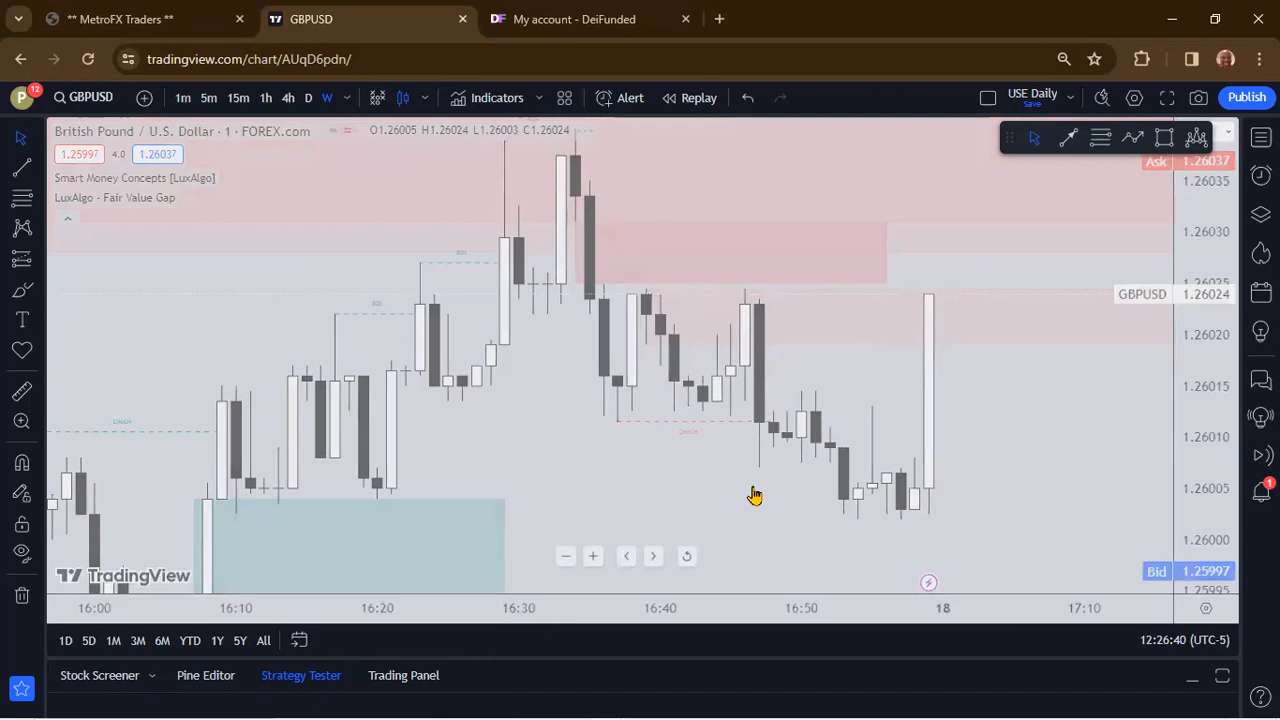 ** MetroFX Traders **
GBPUSD
My account - DeiFunded
tradingview.com/chart/AUqD6pdn/
P
12
GBPUSD
1m 5m 15m 1h 4h D W
Indicators
Alert
Replay
USE Daily
Save
Publish
British Pound / U.S. Dollar · 1 · FOREX.com
O1.26005 H1.26024 L1.26003 C1.26024
1.25997 4.0 1.26037
Smart Money Concepts [LuxAlgo]
LuxAlgo - Fair Value Gap
Ask 1.26037
1.26035
1.26030
1.26025
GBPUSD 1.26024
1.26020
1.26015
1.26010
1.26005
1.26000
Bid 1.25997
1.25995
BOS
BOS
CHoCH
CHoCH
TradingView
16:00 16:10 16:20 16:30 16:40 16:50 18 17:10
1D 5D 1M 3M 6M YTD 1Y 5Y All
12:26:40 (UTC-5)
Stock Screener
Pine Editor
Strategy Tester
Trading Panel
1